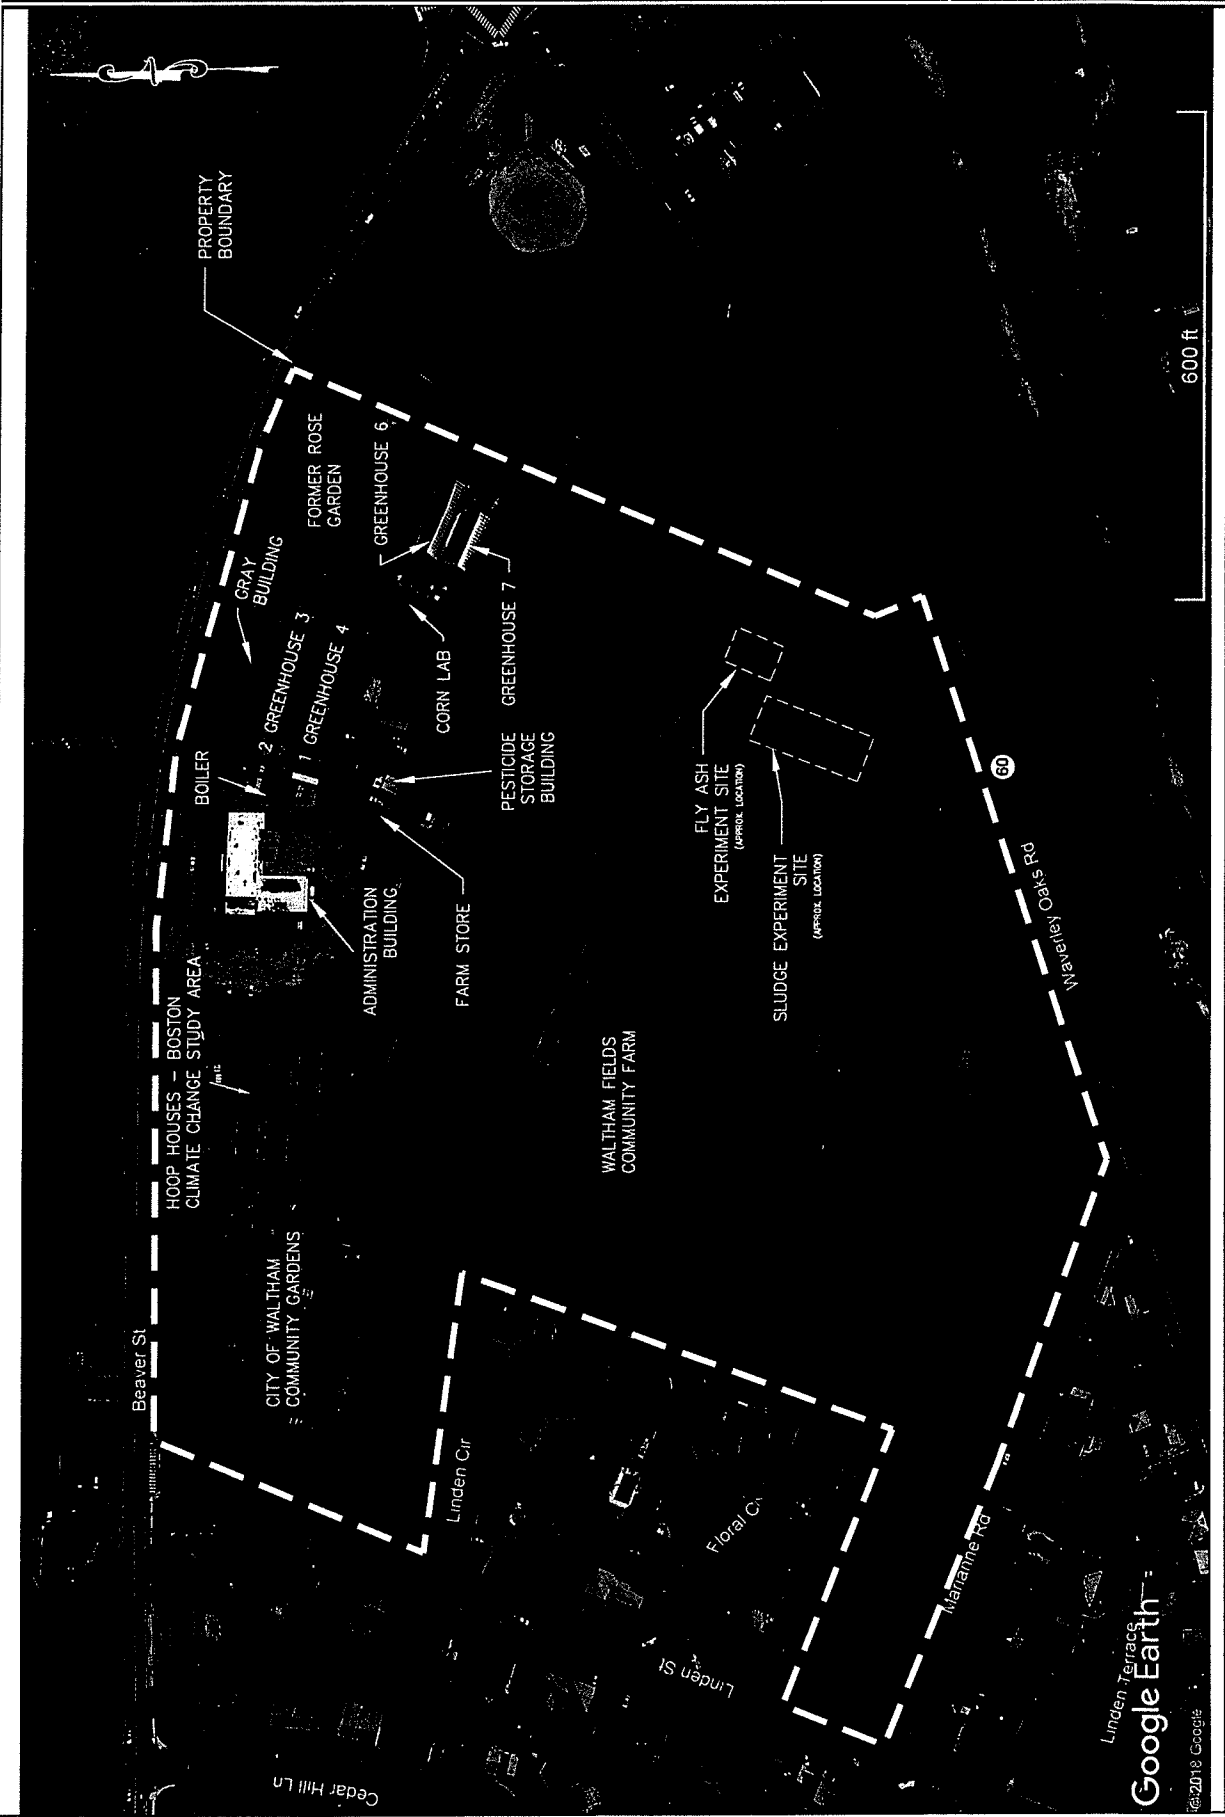 PROPERTY
BOUNDARY
FORMER ROSE
GARDEN
GREENHOUSE 6
GRAY
BUILDING
2 GREENHOUSE 3
1 GREENHOUSE 4
BOILER
CORN LAB
GREENHOUSE 7
PESTICIDE
STORAGE
BUILDING
ADMINISTRATION
BUILDING
FARM STORE
HOOP HOUSES – BOSTON
CLIMATE CHANGE STUDY AREA
CITY OF WALTHAM
COMMUNITY GARDENS
WALTHAM FIELDS
COMMUNITY FARM
FLY ASH
EXPERIMENT SITE
(APPROX. LOCATION)
SLUDGE EXPERIMENT
SITE
(APPROX. LOCATION)
Beaver St
Linden Cir
Floral Ci
Linden St
Cedar Hill Ln
Marianne Rd
Waverley Oaks Rd
60
Linden Terrace
Google Earth
© 2018 Google
600 ft
N